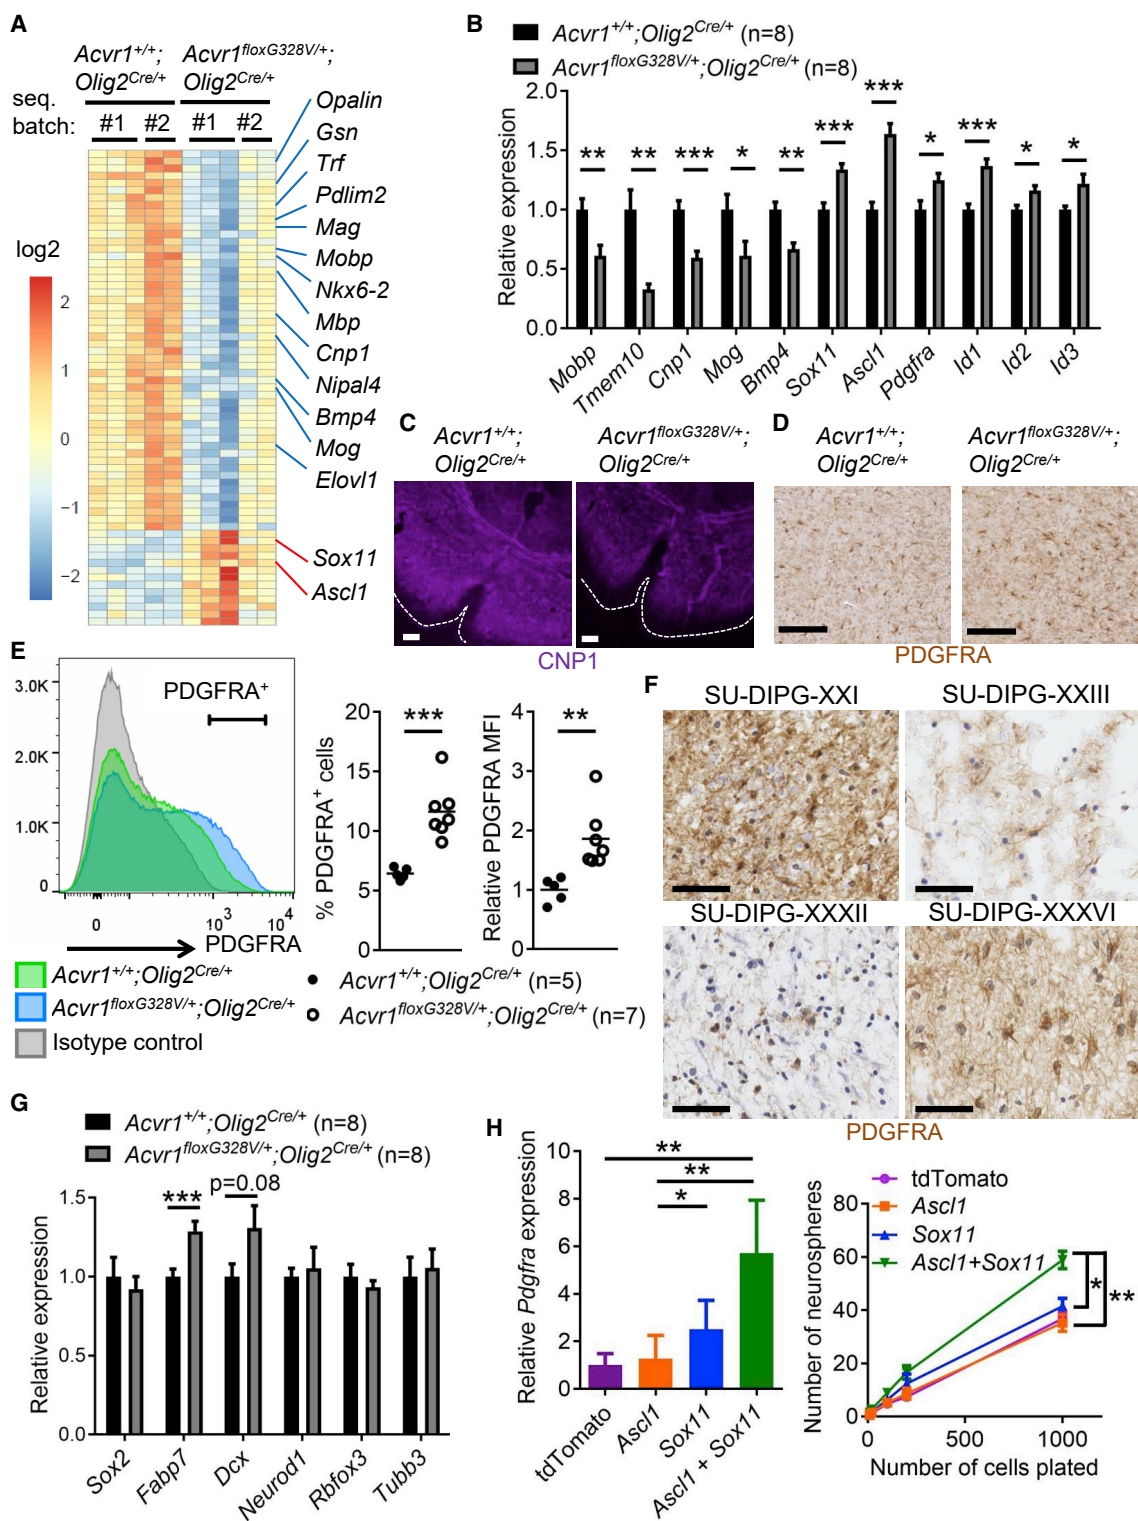 A
Acvr1+/+;
Olig2Cre/+
Acvr1floxG328V/+;
Olig2Cre/+
seq.
batch:
#1
#2
#1
#2
Opalin
Gsn
Trf
Pdlim2
Mag
Mobp
Nkx6-2
Mbp
Cnp1
Nipal4
Bmp4
Mog
Elovl1
Sox11
Ascl1
log2
2
1
0
−1
−2
B
Acvr1+/+;Olig2Cre/+ (n=8)
Acvr1floxG328V/+;Olig2Cre/+ (n=8)
Relative expression
2.0
1.5
1.0
0.5
0.0
** ** *** * ** *** *** * *** * *
Mobp
Tmem10
Cnp1
Mog
Bmp4
Sox11
Ascl1
Pdgfra
Id1
Id2
Id3
C
Acvr1+/+;
Olig2Cre/+
Acvr1floxG328V/+;
Olig2Cre/+
CNP1
D
Acvr1+/+;
Olig2Cre/+
Acvr1floxG328V/+;
Olig2Cre/+
PDGFRA
E
3.0K
2.0K
1.0K
0
PDGFRA+
0
103
104
PDGFRA
Acvr1+/+;Olig2Cre/+
Acvr1floxG328V/+;Olig2Cre/+
Isotype control
% PDGFRA+ cells
20
15
10
5
0
***
Relative PDGFRA MFI
4
3
2
1
0
**
Acvr1+/+;Olig2Cre/+ (n=5)
Acvr1floxG328V/+;Olig2Cre/+ (n=7)
F
SU-DIPG-XXI
SU-DIPG-XXIII
SU-DIPG-XXXII
SU-DIPG-XXXVI
PDGFRA
G
Acvr1+/+;Olig2Cre/+ (n=8)
Acvr1floxG328V/+;Olig2Cre/+ (n=8)
Relative expression
1.5
1.0
0.5
0.0
***
p=0.08
Sox2
Fabp7
Dcx
Neurod1
Rbfox3
Tubb3
H
Relative Pdgfra expression
10
8
6
4
2
0
**
**
*
tdTomato
Ascl1
Sox11
Ascl1 + Sox11
Number of neurospheres
80
60
40
20
0
tdTomato
Ascl1
Sox11
Ascl1+Sox11
*
**
0
500
1000
Number of cells plated